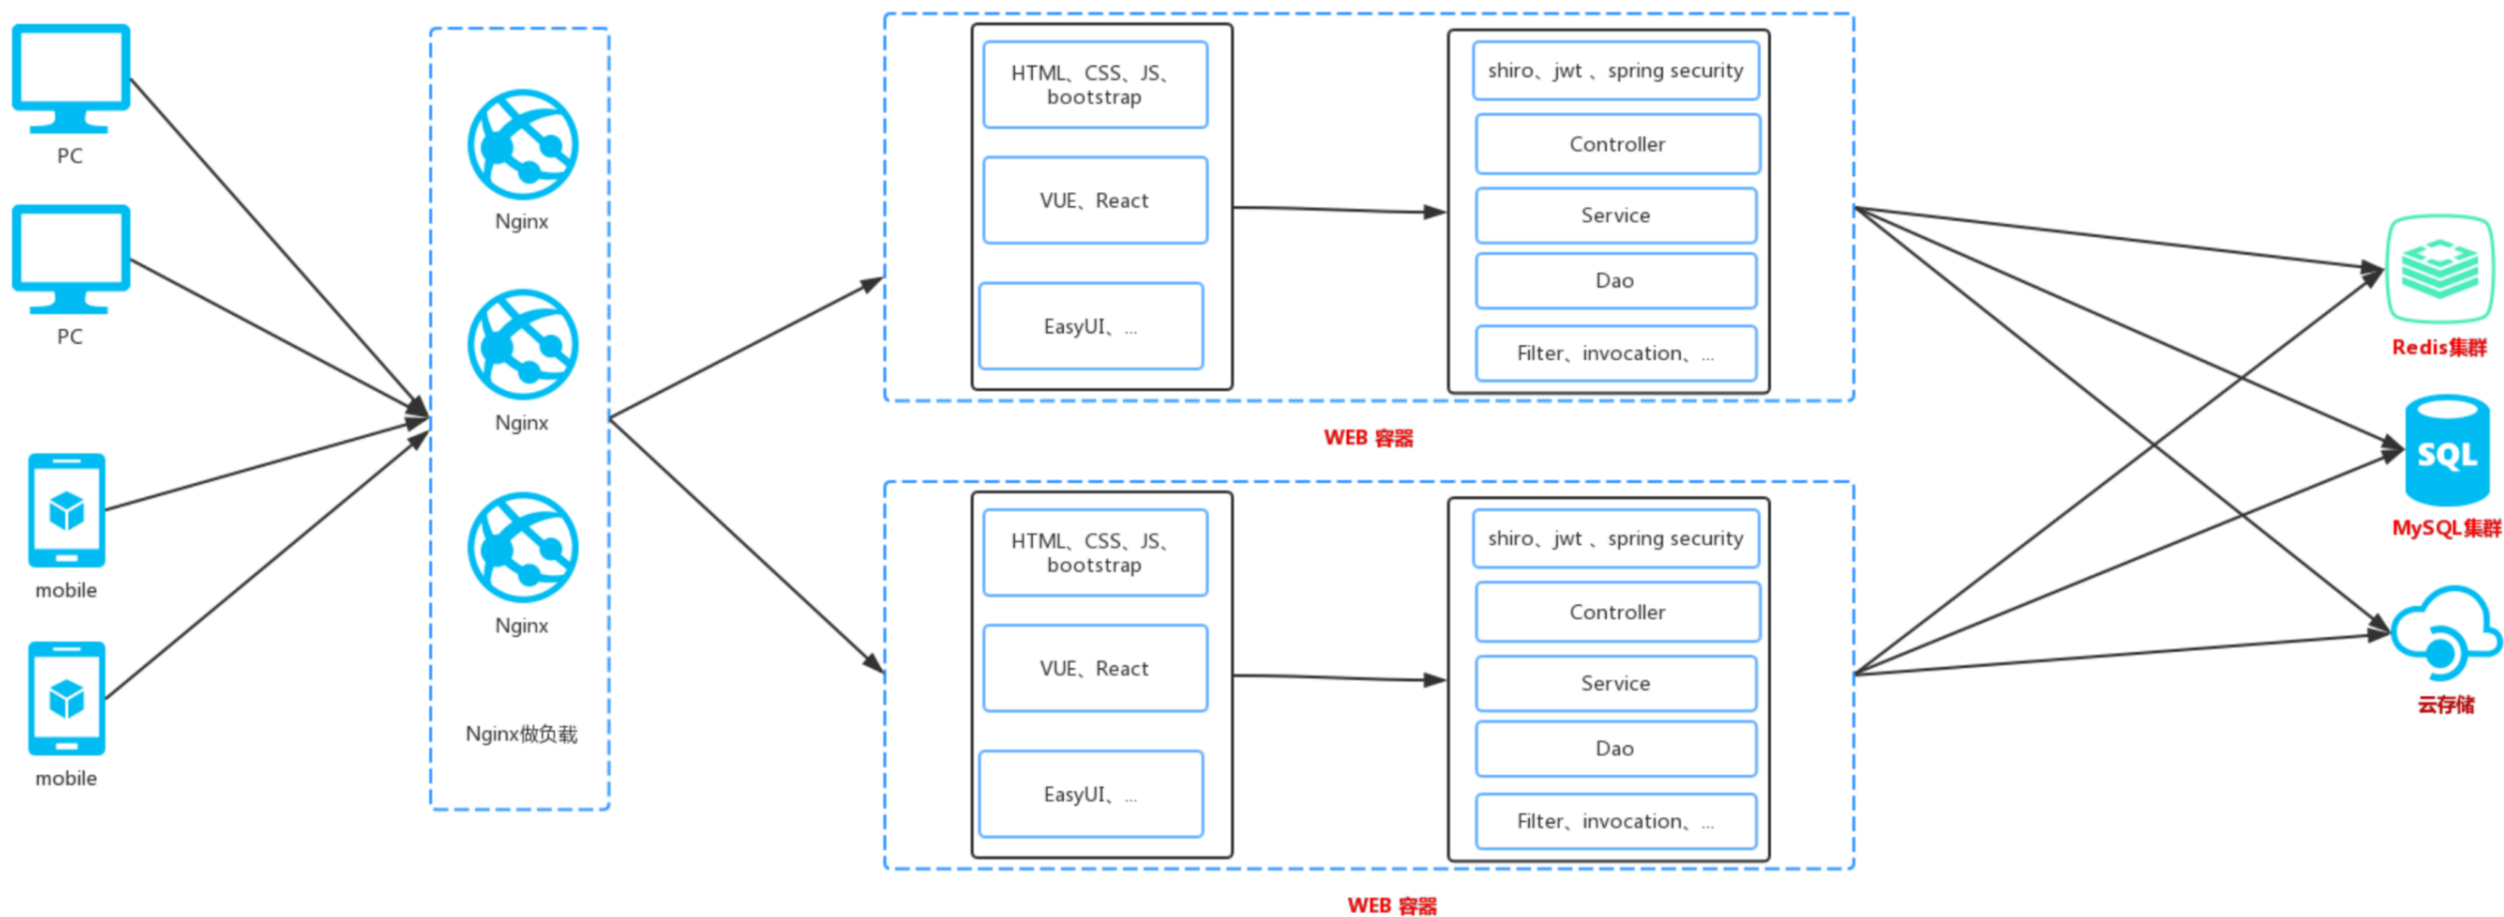 PC
PC
mobile
mobile
Nginx
Nginx
Nginx
Nginx做负载
HTML、CSS、JS、
bootstrap
VUE、React
EasyUI、...
shiro、jwt 、spring security
Controller
Service
Dao
Filter、invocation、...
WEB 容器
HTML、CSS、JS、
bootstrap
VUE、React
EasyUI、...
shiro、jwt 、spring security
Controller
Service
Dao
Filter、invocation、...
WEB 容器
Redis集群
SQL
MySQL集群
云存储